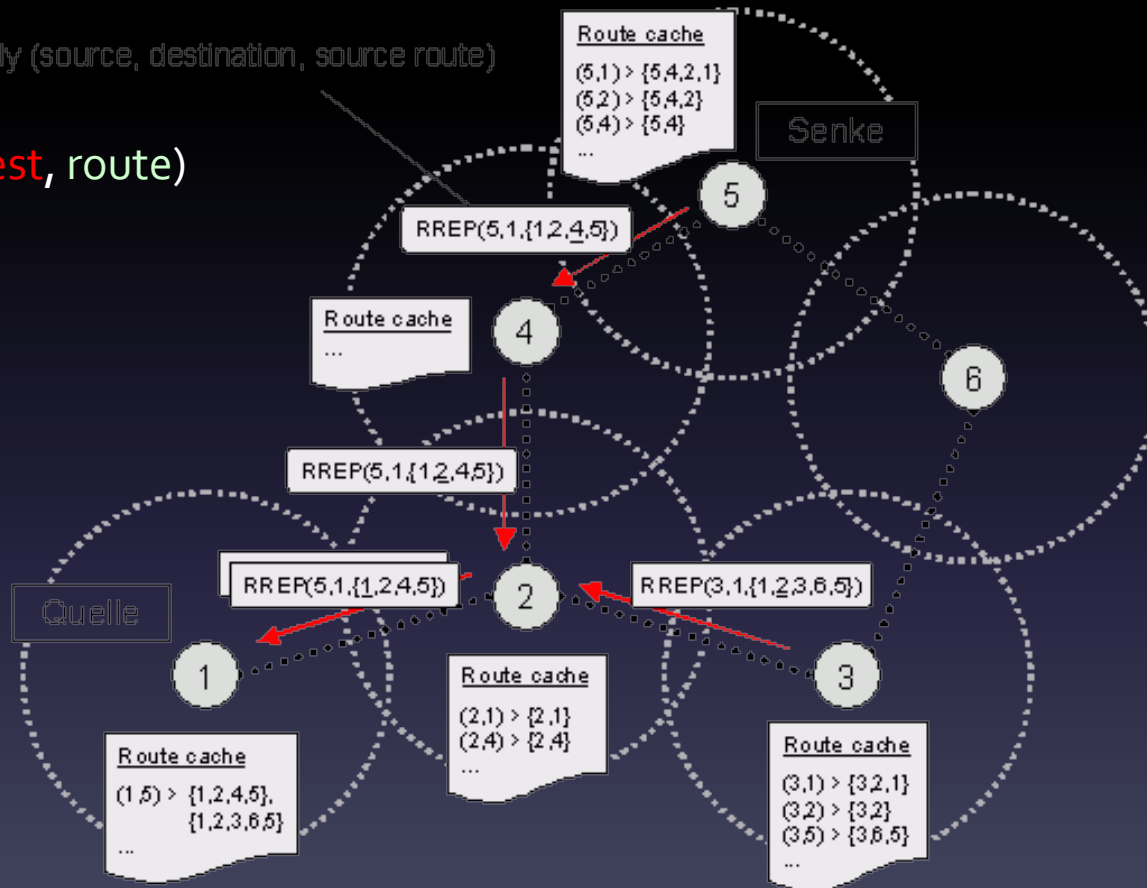 ly (source, destination, source route)
est, route)
Route cache
(5,1) > {5,4,2,1}
(5,2) > {5,4,2}
(5,4) > {5,4}
...
Senke
5
RREP(5,1,{1,2,4,5})
Route cache
...
4
6
RREP(5,1,{1,2,4,5})
RREP(5,1,{1,2,4,5})
2
RREP(3,1,{1,2,3,6,5})
Quelle
1
3
Route cache
(2,1) > {2,1}
(2,4) > {2,4}
...
Route cache
(1,5) > {1,2,4,5},
{1,2,3,6,5}
...
Route cache
(3,1) > {3,2,1}
(3,2) > {3,2}
(3,5) > {3,6,5}
...